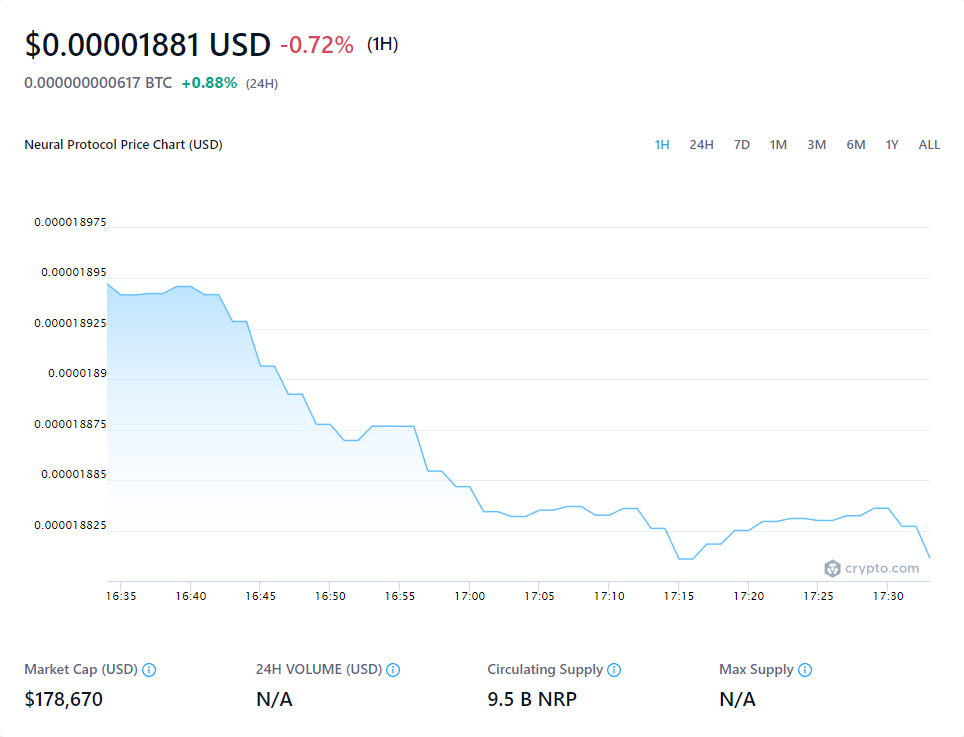 $0.00001881 USD -0.72% (1H)
0.000000000617 BTC +0.88% (24H)
Neural Protocol Price Chart (USD)
1H 24H 7D 1M 3M 6M 1Y ALL
0.000018975
0.00001895
0.000018925
0.0000189
0.000018875
0.00001885
0.000018825
crypto.com
16:35 16:40 16:45 16:50 16:55 17:00 17:05 17:10 17:15 17:20 17:25 17:30
Market Cap (USD) 24H VOLUME (USD) Circulating Supply Max Supply
$178,670 N/A 9.5 B NRP N/A